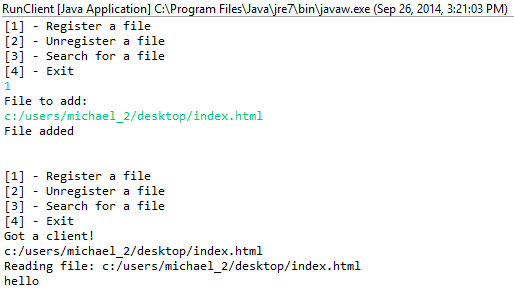 RunClient [Java Application] C:\Program Files\Java\jre7\bin\javaw.exe (Sep 26, 2014, 3:21:03 PM)
[1] - Register a file
[2] - Unregister a file
[3] - Search for a file
[4] - Exit
1
File to add:
c:/users/michael_2/desktop/index.html
File added
[1] - Register a file
[2] - Unregister a file
[3] - Search for a file
[4] - Exit
Got a client!
c:/users/michael_2/desktop/index.html
Reading file: c:/users/michael_2/desktop/index.html
hello